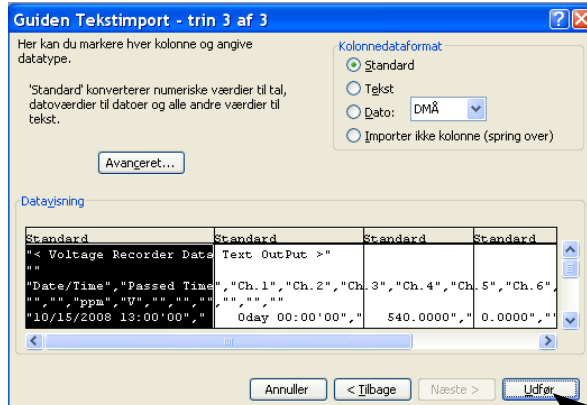 Guiden Tekstimport - trin 3 af 3
Her kan du markere hver kolonne og angive
datatype.
'Standard' konverterer numeriske værdier til tal,
datoværdier til datoer og alle andre værdier til
tekst.
Avanceret...
Kolonnedataformat
Standard
Tekst
Dato: DMÅ
Importer ikke kolonne (spring over)
Datavisning
Standard Standard Standard Standard
"< Voltage Recorder Data Text OutPut >"
""
"Date/Time","Passed Time","Ch.1","Ch.2","Ch.3","Ch.4","Ch.5","Ch.6",
"","","ppm","V","","","","","",""
"10/15/2008 13:00'00"," 0day 00:00'00"," 540.0000"," 0.0000","
Annuller < Tilbage Næste > Udfør